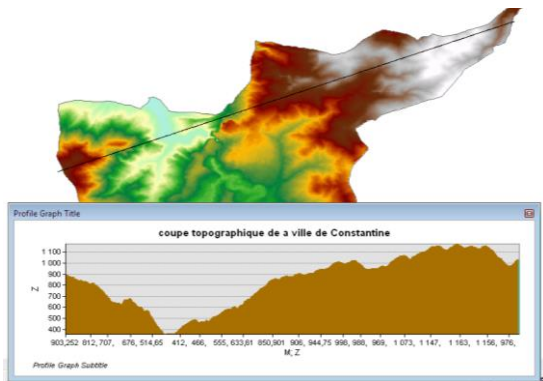 Profile Graph Title
coupe topographique de a ville de Constantine
1 100
1 000
900
800
700
600
500
400
Z
903,252 812,707, 676, 514,65 412, 466, 555, 633,61 850,901 906, 944,75 996, 988, 969, 1 073, 1 147, 1 163, 1 156, 976,
M; Z
Profile Graph Subtitle